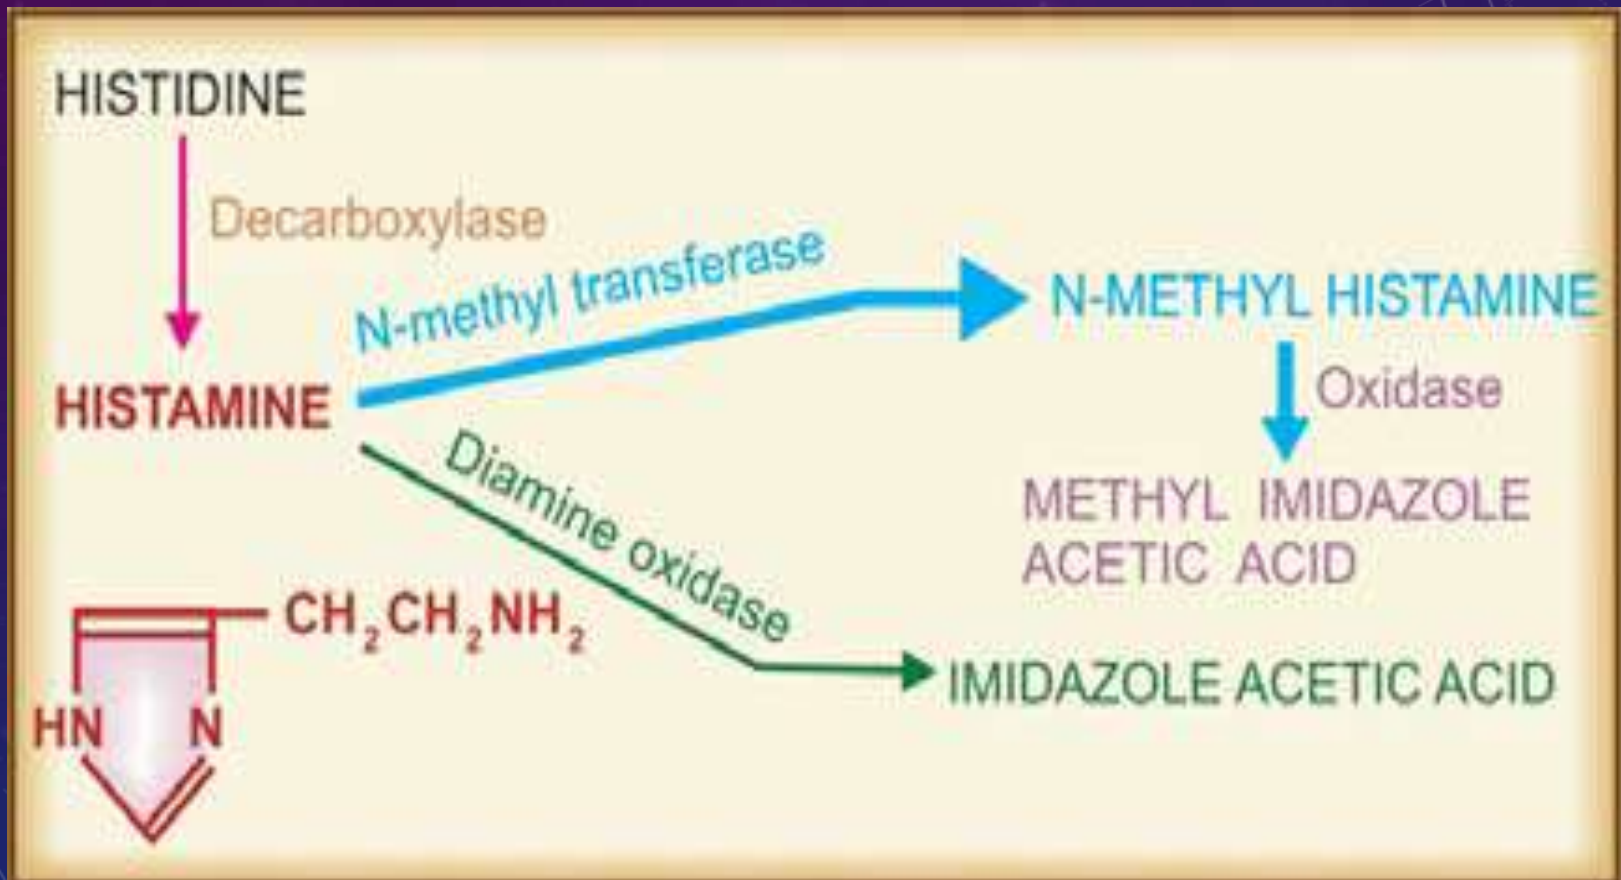 HISTIDINE
Decarboxylase
N-methyl transferase
N-METHYL HISTAMINE
Oxidase
HISTAMINE
Diamine oxidase
METHYL IMIDAZOLE
ACETIC ACID
CH₂CH₂NH₂
HN
N
IMIDAZOLE ACETIC ACID